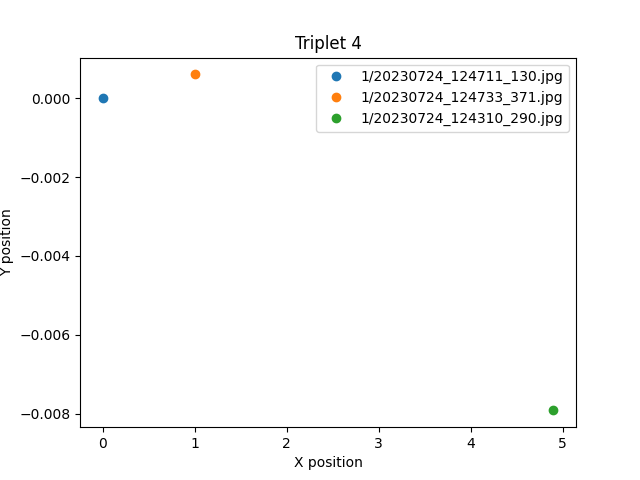 Triplet 4
1/20230724_124711_130.jpg
1/20230724_124733_371.jpg
1/20230724_124310_290.jpg
0.000
−0.002
−0.004
−0.006
−0.008
Y position
0 1 2 3 4 5
X position